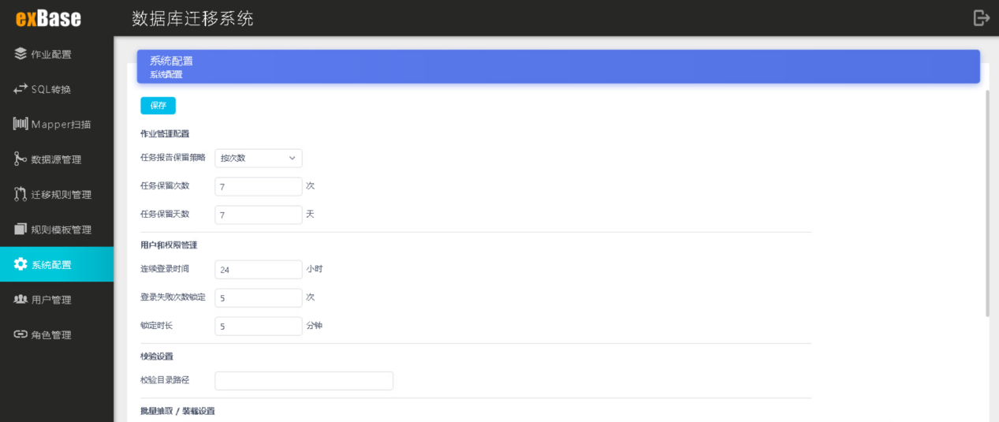 exBase
数据库迁移系统
作业配置
SQL转换
Mapper扫描
数据源管理
迁移规则管理
规则模板管理
系统配置
用户管理
角色管理
系统配置
系统配置
保存
作业管理配置
任务报告保留策略 按次数
任务保留次数 7 次
任务保留天数 7 天
用户和权限管理
连续登录时间 24 小时
登录失败次数锁定 5 次
锁定时长 5 分钟
校验设置
校验目录路径
批量抽取 / 装载设置